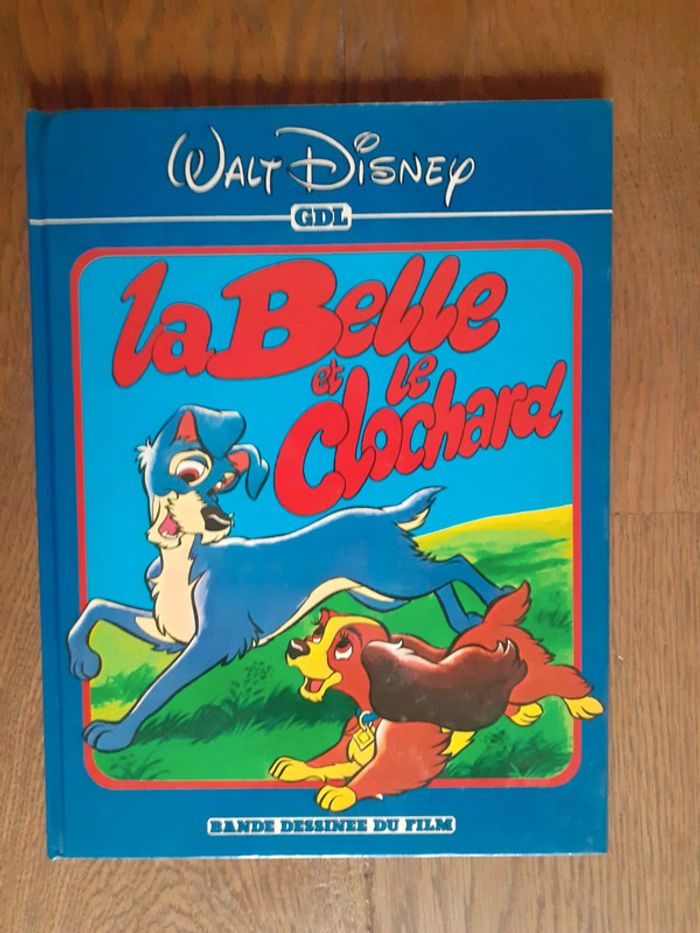 WALT DISNEY
GDL
la Belle
et le
Clochard
BANDE DESSINEE DU FILM